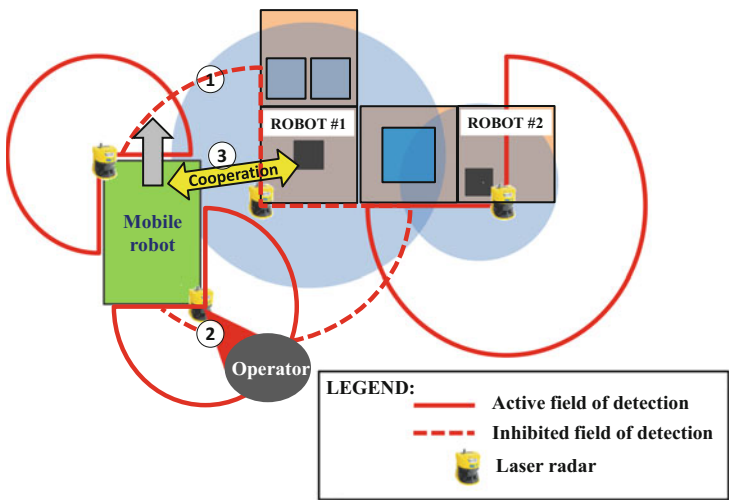 1
ROBOT #1
ROBOT #2
3
Cooperation
Mobile
robot
2
Operator
LEGEND:
Active field of detection
Inhibited field of detection
Laser radar